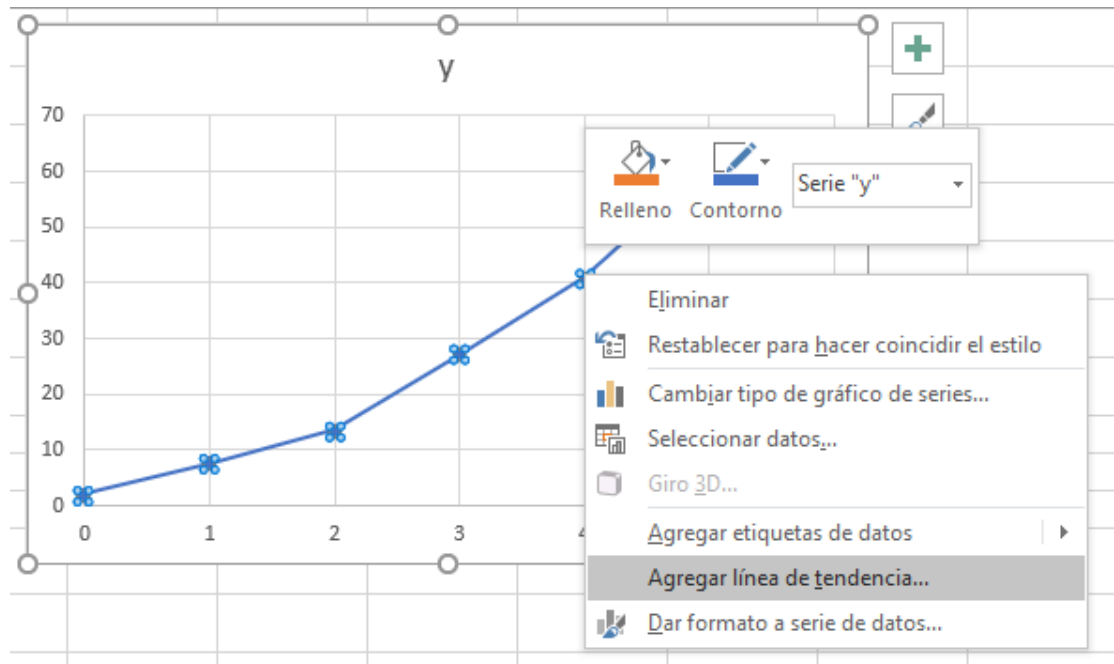 y
70
60
50
40
30
20
10
0
0 1 2 3 4
Relleno Contorno Serie "y"
Eliminar
Restablecer para hacer coincidir el estilo
Cambiar tipo de gráfico de series...
Seleccionar datos...
Giro 3D...
Agregar etiquetas de datos
Agregar línea de tendencia...
Dar formato a serie de datos...